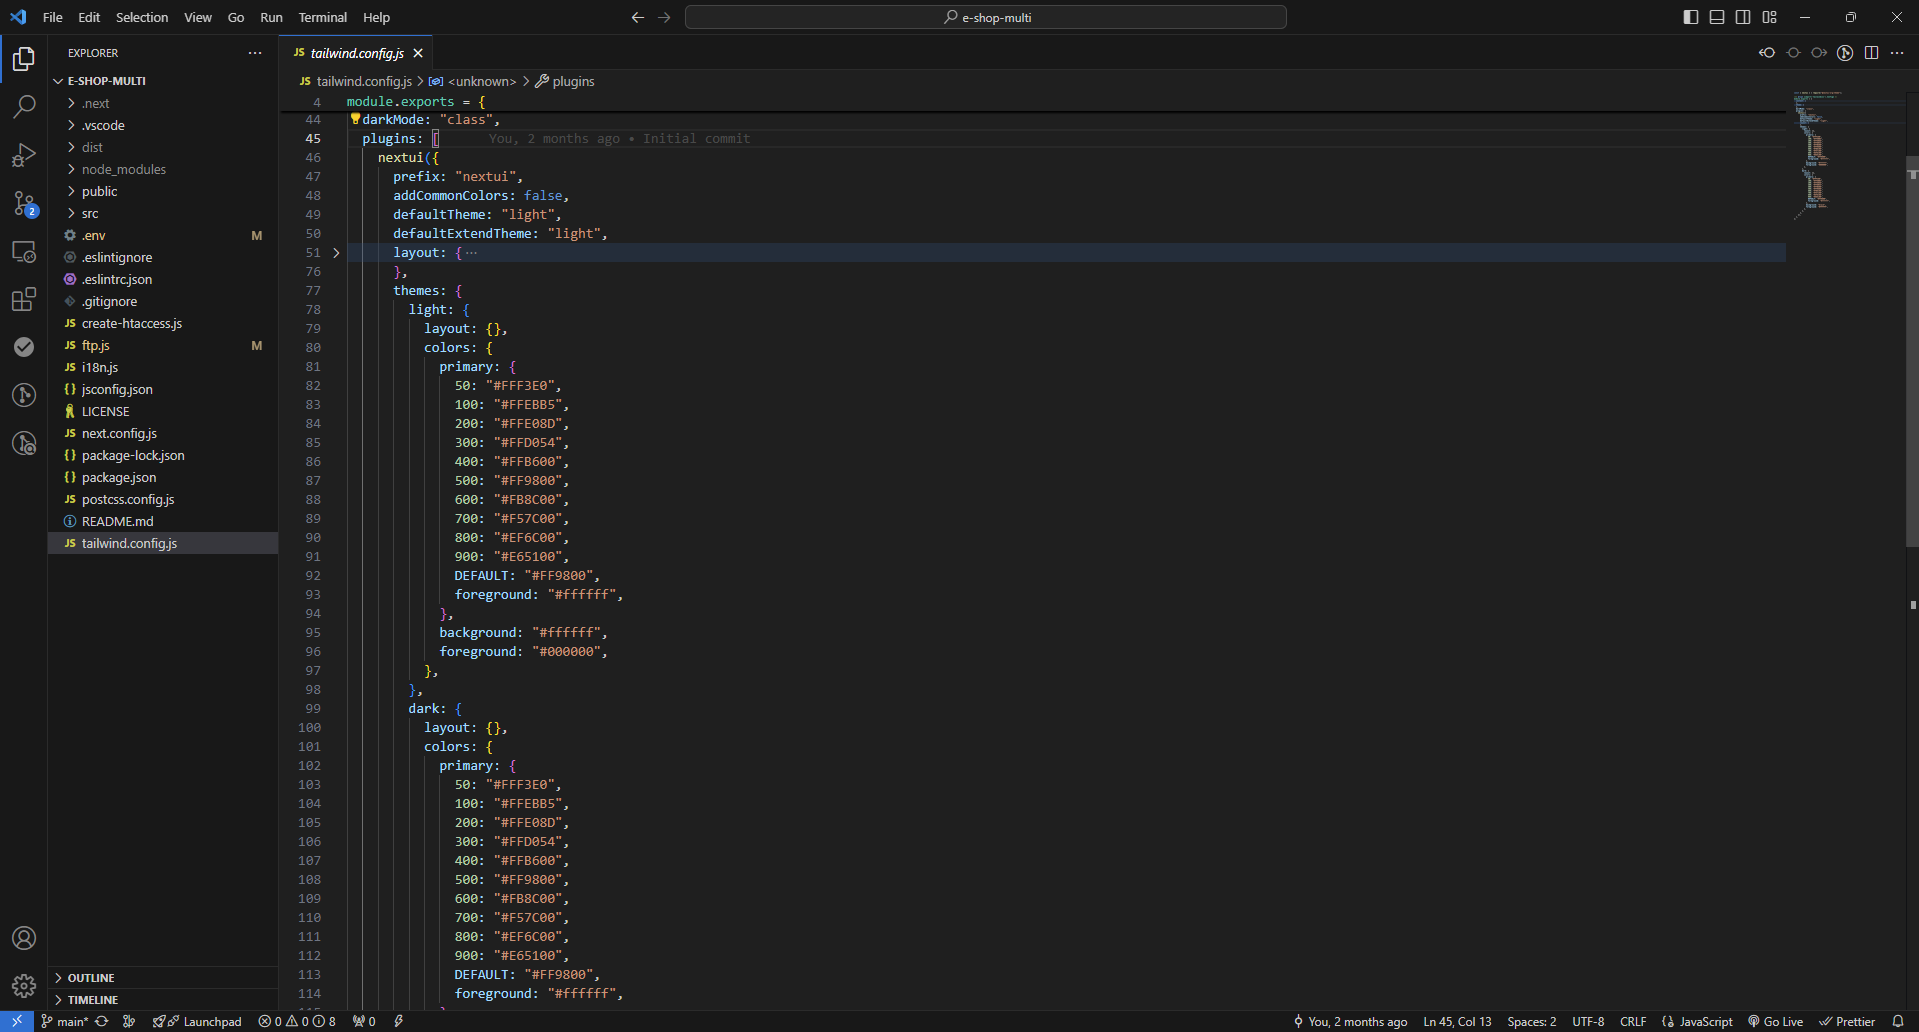 File Edit Selection View Go Run Terminal Help
e-shop-multi
EXPLORER
E-SHOP-MULTI
.next
.vscode
dist
node_modules
public
src
.env M
.eslintignore
.eslintrc.json
.gitignore
JS create-htaccess.js
JS ftp.js M
JS i18n.js
{} jsconfig.json
LICENSE
JS next.config.js
{} package-lock.json
{} package.json
JS postcss.config.js
README.md
JS tailwind.config.js
OUTLINE
TIMELINE
2
JS tailwind.config.js
JS tailwind.config.js > <unknown> > plugins
4 module.exports = {
44 darkMode: "class",
45 plugins: [ You, 2 months ago • Initial commit
46 nextui({
47 prefix: "nextui",
48 addCommonColors: false,
49 defaultTheme: "light",
50 defaultExtendTheme: "light",
51 layout: { ···
76 },
77 themes: {
78 light: {
79 layout: {},
80 colors: {
81 primary: {
82 50: "#FFF3E0",
83 100: "#FFEBB5",
84 200: "#FFE08D",
85 300: "#FFD054",
86 400: "#FFB600",
87 500: "#FF9800",
88 600: "#FB8C00",
89 700: "#F57C00",
90 800: "#EF6C00",
91 900: "#E65100",
92 DEFAULT: "#FF9800",
93 foreground: "#ffffff",
94 },
95 background: "#ffffff",
96 foreground: "#000000",
97 },
98 },
99 dark: {
100 layout: {},
101 colors: {
102 primary: {
103 50: "#FFF3E0",
104 100: "#FFEBB5",
105 200: "#FFE08D",
106 300: "#FFD054",
107 400: "#FFB600",
108 500: "#FF9800",
109 600: "#FB8C00",
110 700: "#F57C00",
111 800: "#EF6C00",
112 900: "#E65100",
113 DEFAULT: "#FF9800",
114 foreground: "#ffffff",
main* Launchpad 0 0 8 0 You, 2 months ago Ln 45, Col 13 Spaces: 2 UTF-8 CRLF {} JavaScript Go Live Prettier